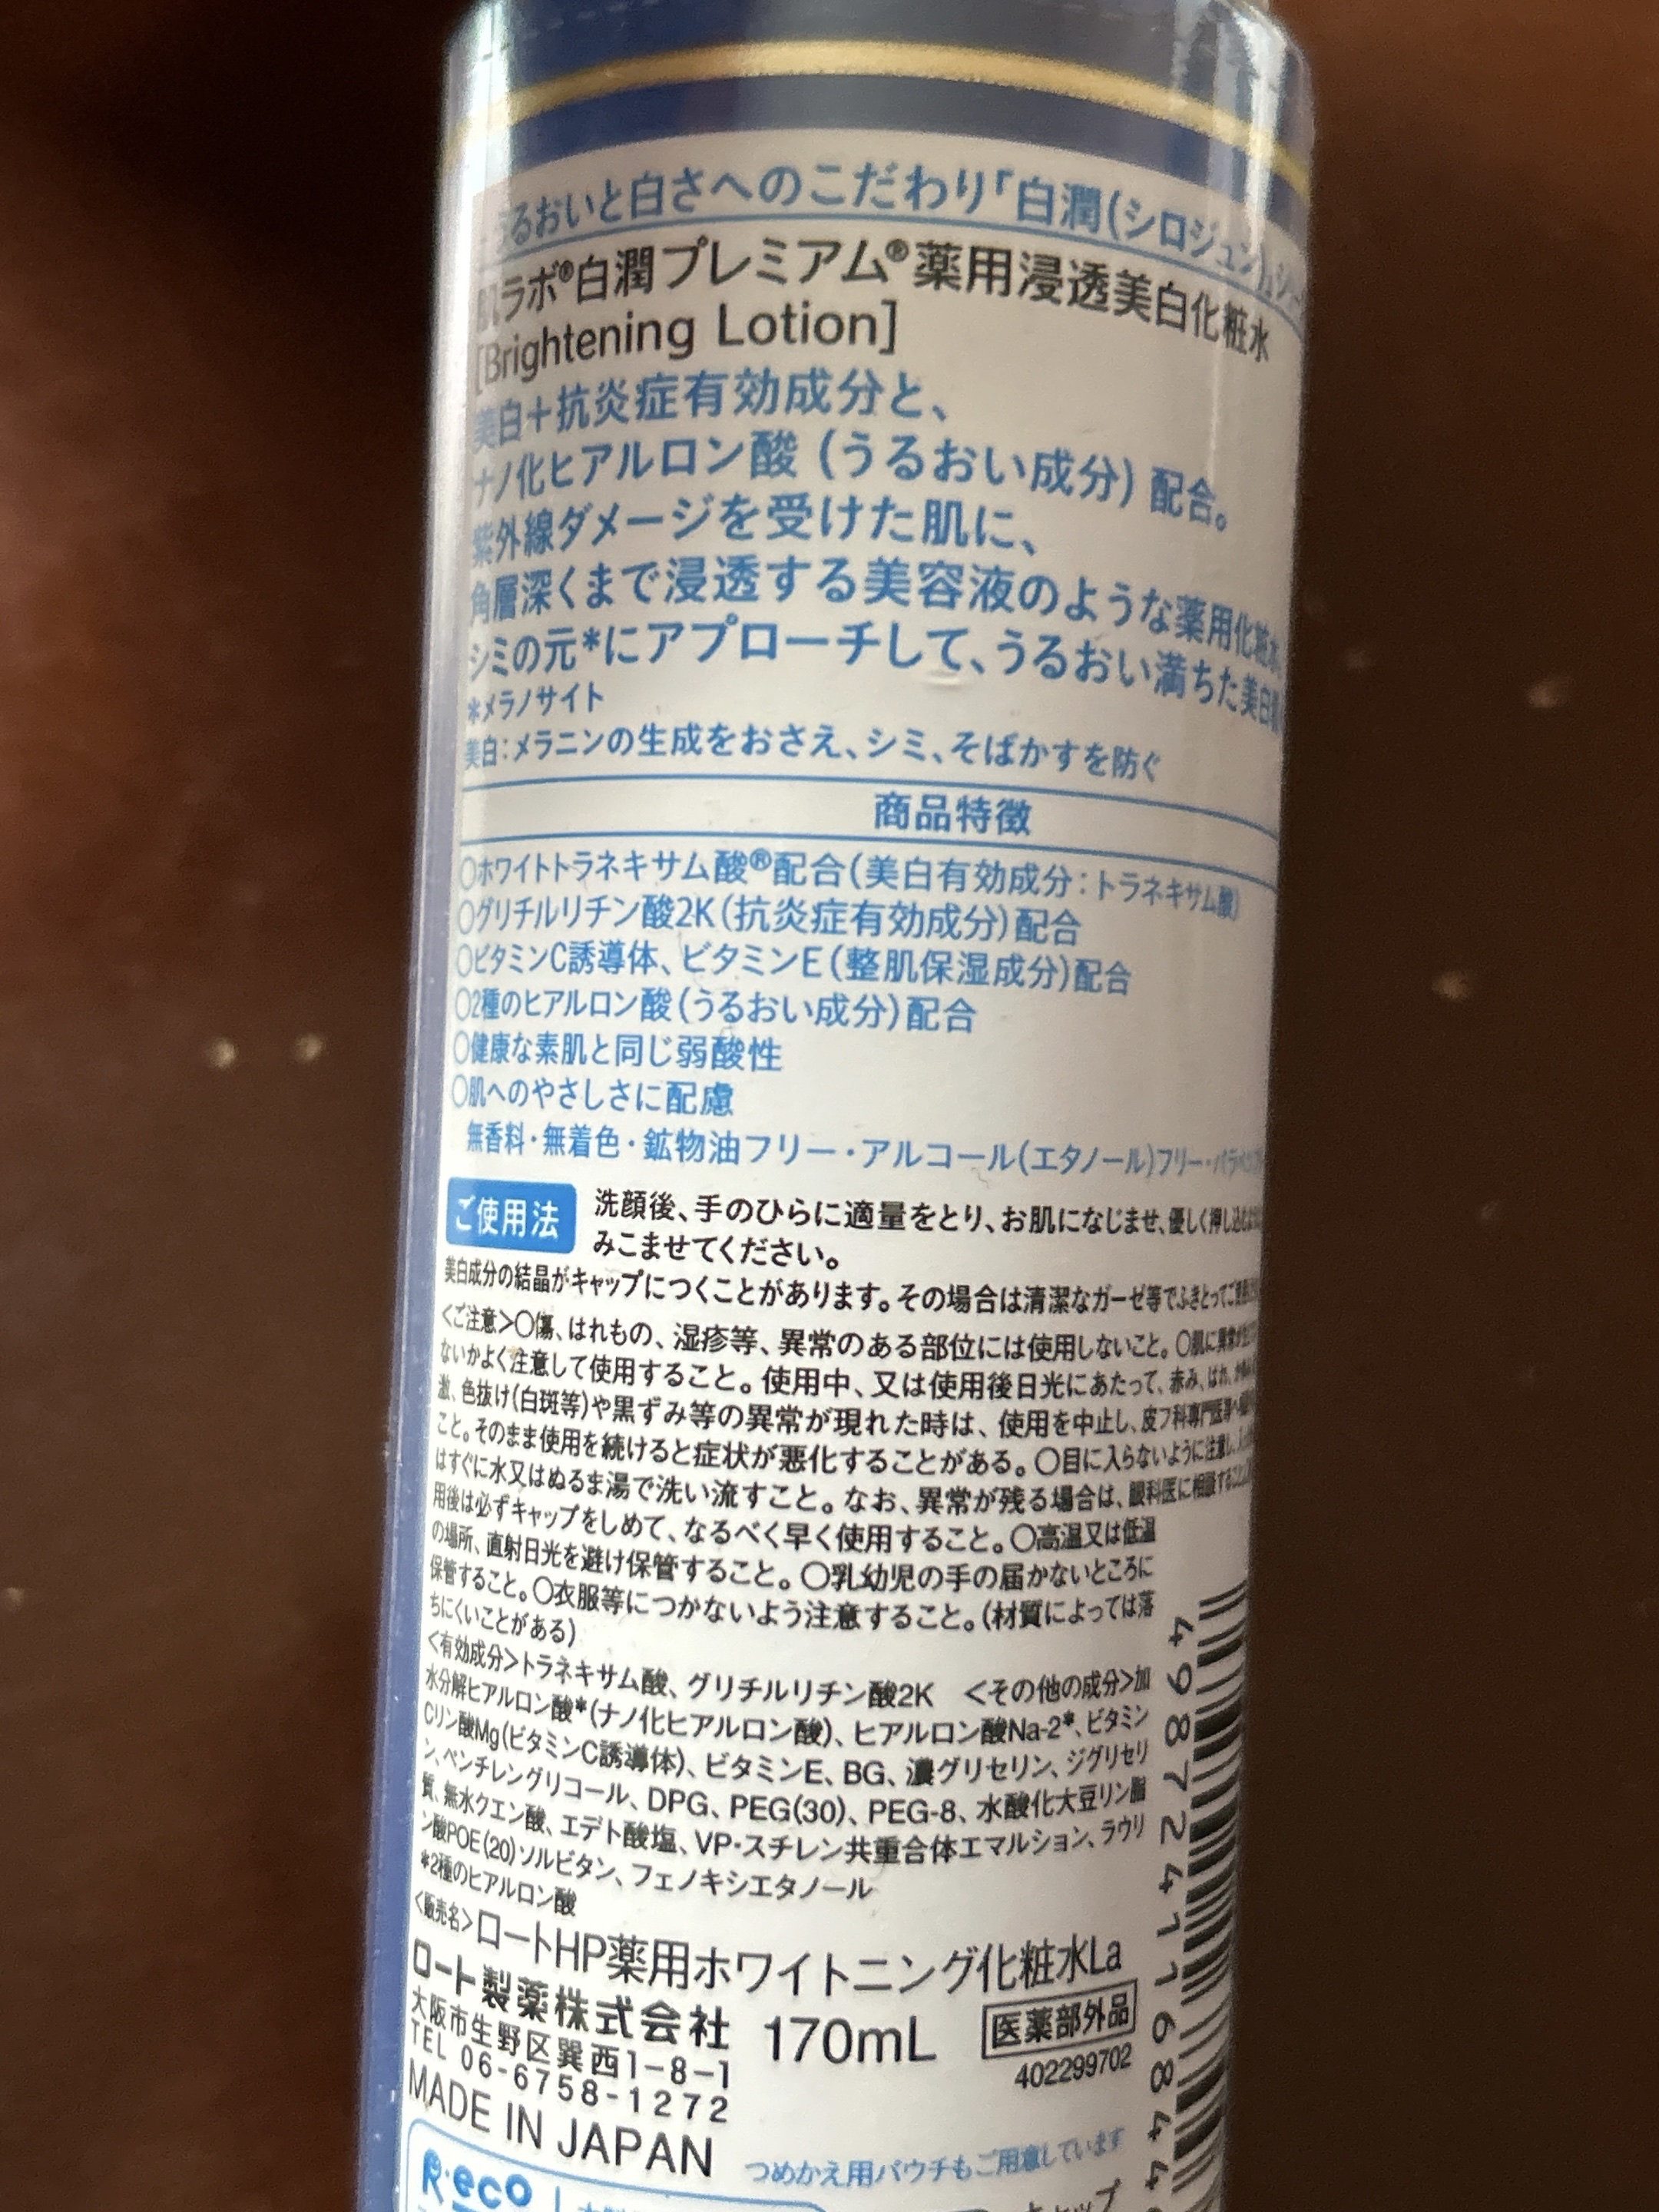 るおいと白さへのこだわり「白潤(シロジュン)」シ
肌ラボ®白潤プレミアム®薬用浸透美白化粧水
[Brightening Lotion]
美白＋抗炎症有効成分と、
ナノ化ヒアルロン酸（うるおい成分）配合。
紫外線ダメージを受けた肌に、
角層深くまで浸透する美容液のような薬用化粧水。
シミの元*にアプローチして、うるおい満ちた美白
*メラノサイト
美白：メラニンの生成をおさえ、シミ、そばかすを防ぐ
商品特徴
○ホワイトトラネキサム酸®配合(美白有効成分：トラネキサム酸)
○グリチルリチン酸2K(抗炎症有効成分)配合
○ビタミンC誘導体、ビタミンE(整肌保湿成分)配合
○2種のヒアルロン酸(うるおい成分)配合
○健康な素肌と同じ弱酸性
○肌へのやさしさに配慮
無香料・無着色・鉱物油フリー・アルコール(エタノール)フリー・パラベン
ご使用法
洗顔後、手のひらに適量をとり、お肌になじませ、優しく押し込む
みこませてください。
美白成分の結晶がキャップにつくことがあります。その場合は清潔なガーゼ等でふきとってご
<ご注意>○傷、はれもの、湿疹等、異常のある部位には使用しないこと。○肌に異常が
ないかよく注意して使用すること。使用中、又は使用後日光にあたって、赤み、はれ、
激、色抜け(白斑等)や黒ずみ等の異常が現れた時は、使用を中止し、皮フ科専門医等へ
こと。そのまま使用を続けると症状が悪化することがある。○目に入らないように注意し、
はすぐに水又はぬるま湯で洗い流すこと。なお、異常が残る場合は、眼科医に相談すること。
用後は必ずキャップをしめて、なるべく早く使用すること。○高温又は低温
の場所、直射日光を避け保管すること。○乳幼児の手の届かないところに
保管すること。○衣服等につかないよう注意すること。(材質によっては落
ちにくいことがある)
<有効成分>トラネキサム酸、グリチルリチン酸2K　<その他の成分>加
水分解ヒアルロン酸*(ナノ化ヒアルロン酸)、ヒアルロン酸Na-2*、ビタミン
Cリン酸Mg(ビタミンC誘導体)、ビタミンE、BG、濃グリセリン、ジグリセリ
ン、ペンチレングリコール、DPG、PEG(30)、PEG-8、水酸化大豆リン脂
質、無水クエン酸、エデト酸塩、VP・スチレン共重合体エマルション、ラウリ
ン酸POE(20)ソルビタン、フェノキシエタノール
*2種のヒアルロン酸
<販売名>ロートHP薬用ホワイトニング化粧水La
ロート製薬株式会社 170mL 医薬部外品
大阪市生野区巽西1-8-1 402299702
TEL 06-6758-1272
MADE IN JAPAN
つめかえ用パウチもご用意しています
R・eco
キャップ
4 987241 16844